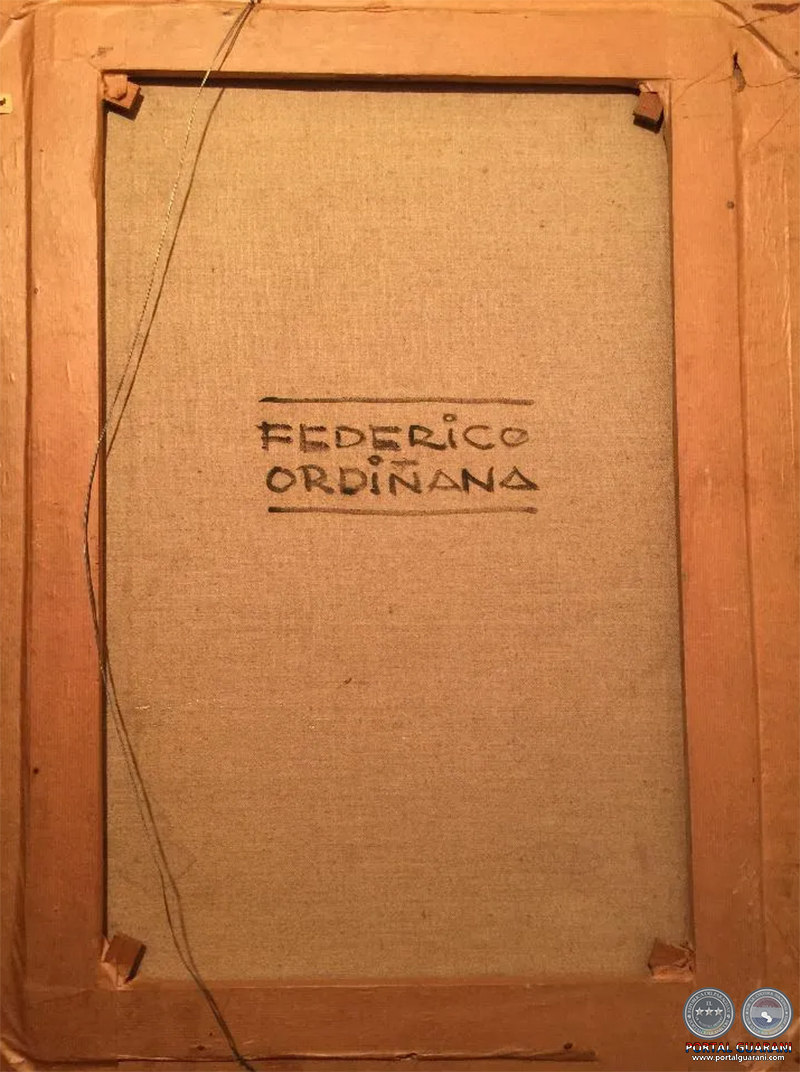 FEDERiCO
ORDiÑANA
PORTAL GUARANI
www.portalguarani.com